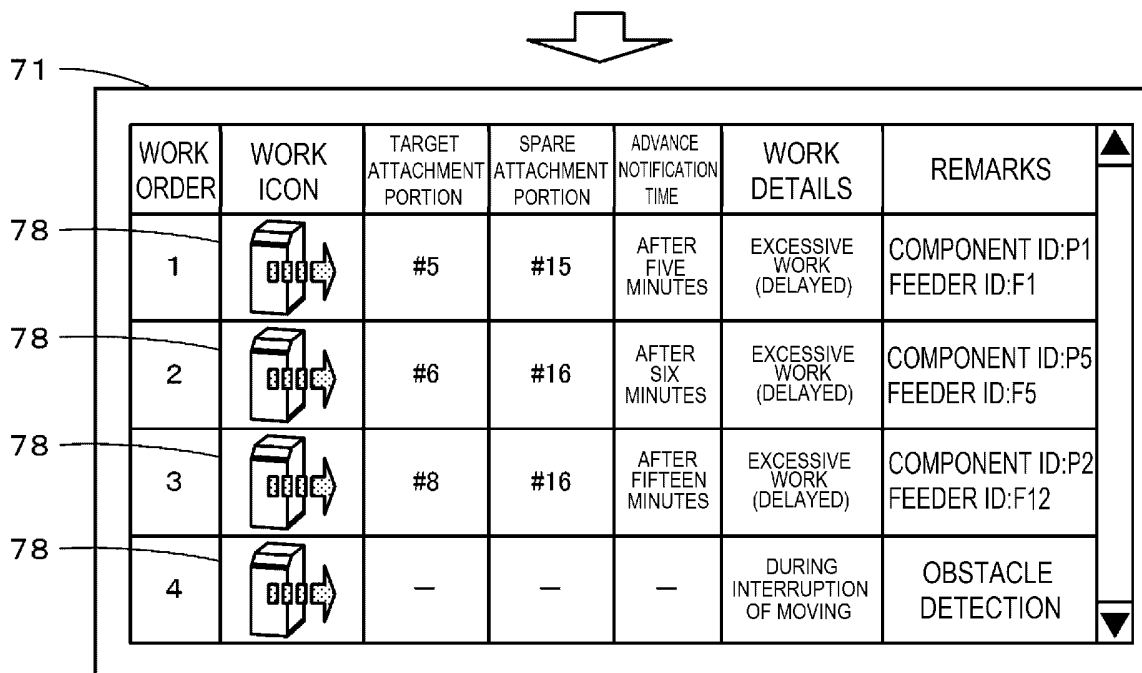 71
WORK ORDER
WORK ICON
TARGET ATTACHMENT PORTION
SPARE ATTACHMENT PORTION
ADVANCE NOTIFICATION TIME
WORK DETAILS
REMARKS
78
1
#5
#15
AFTER FIVE MINUTES
EXCESSIVE WORK (DELAYED)
COMPONENT ID:P1
FEEDER ID:F1
78
2
#6
#16
AFTER SIX MINUTES
EXCESSIVE WORK (DELAYED)
COMPONENT ID:P5
FEEDER ID:F5
78
3
#8
#16
AFTER FIFTEEN MINUTES
EXCESSIVE WORK (DELAYED)
COMPONENT ID:P2
FEEDER ID:F12
78
4
–
–
–
DURING INTERRUPTION OF MOVING
OBSTACLE DETECTION